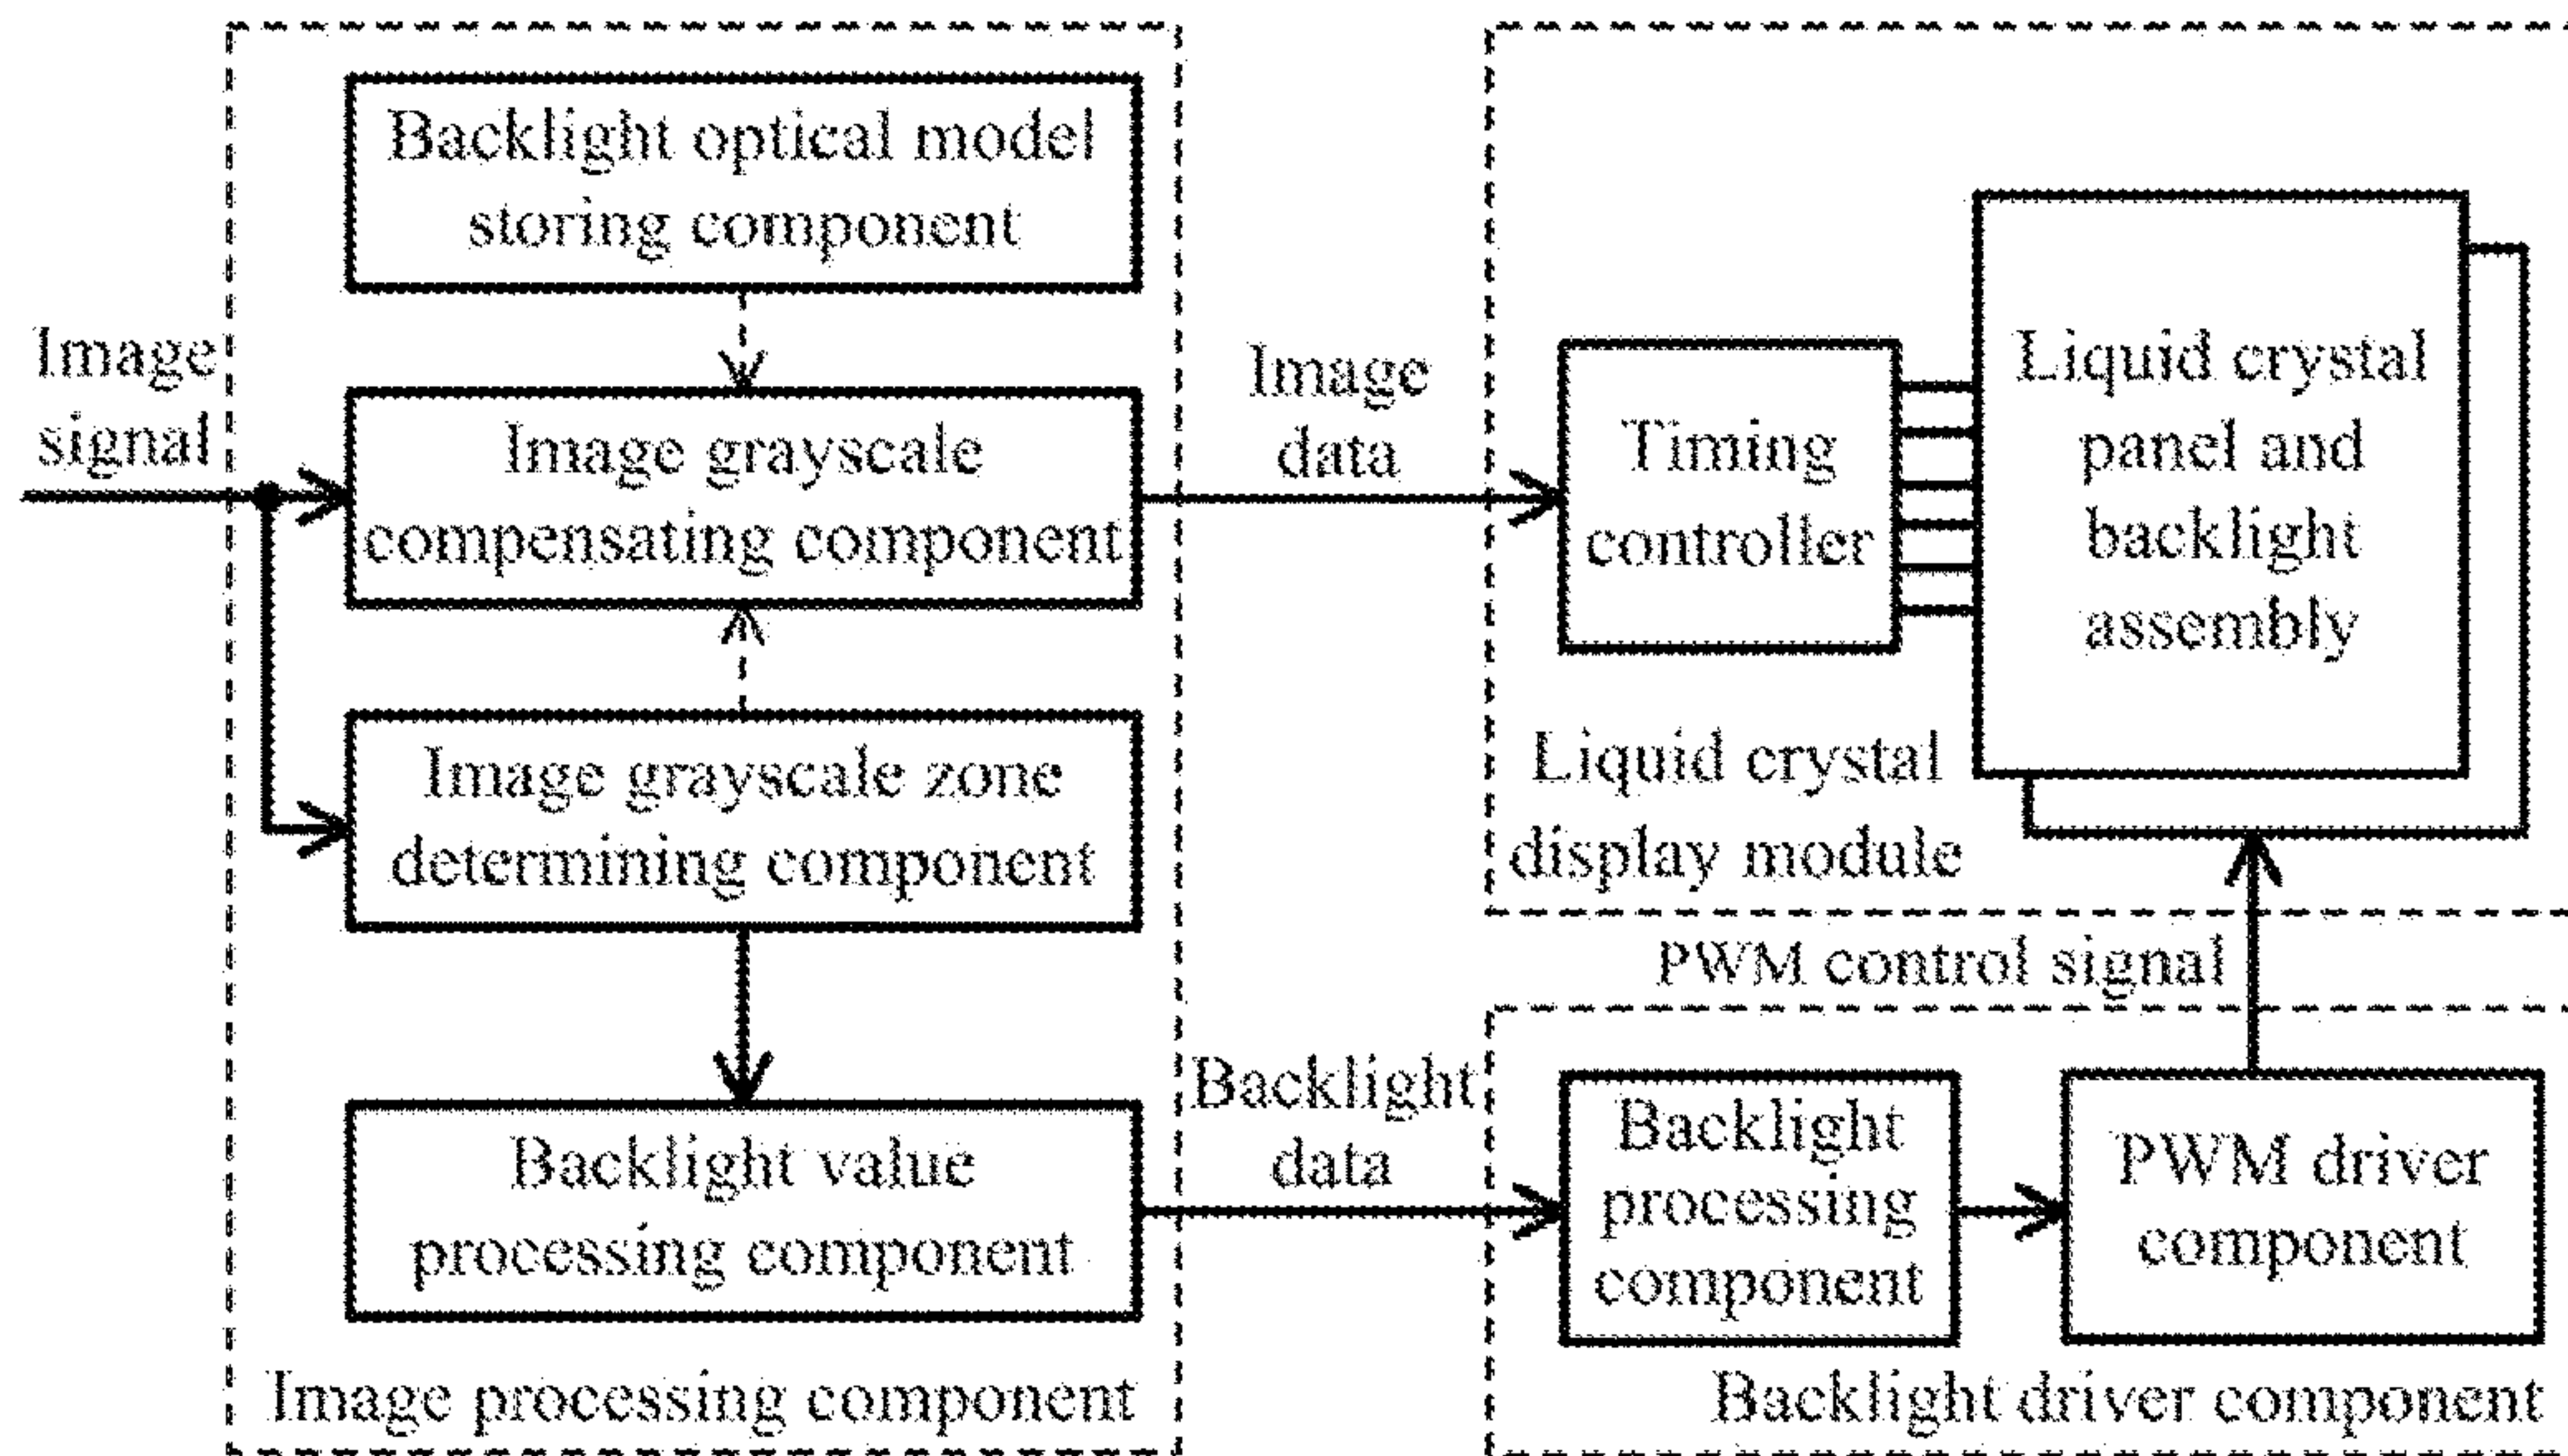 Backlight optical model
storing component
Image
signal
Image grayscale
compensating component
Image grayscale zone
determining component
Backlight value
processing component
Image processing component
Image
data
Backlight
data
Timing
controller
Liquid crystal
panel and
backlight
assembly
Liquid crystal
display module
PWM control signal
Backlight
processing
component
PWM driver
component
Backlight driver component